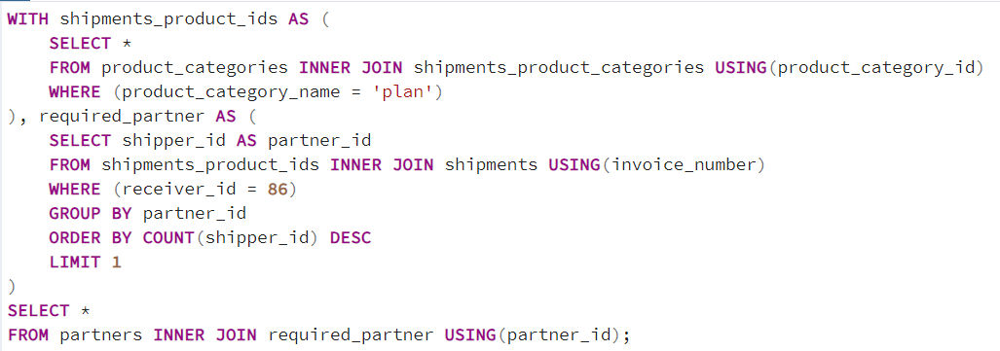 WITH shipments_product_ids AS (
    SELECT *
    FROM product_categories INNER JOIN shipments_product_categories USING(product_category_id)
    WHERE (product_category_name = 'plan')
), required_partner AS (
    SELECT shipper_id AS partner_id
    FROM shipments_product_ids INNER JOIN shipments USING(invoice_number)
    WHERE (receiver_id = 86)
    GROUP BY partner_id
    ORDER BY COUNT(shipper_id) DESC
    LIMIT 1
)
SELECT *
FROM partners INNER JOIN required_partner USING(partner_id);